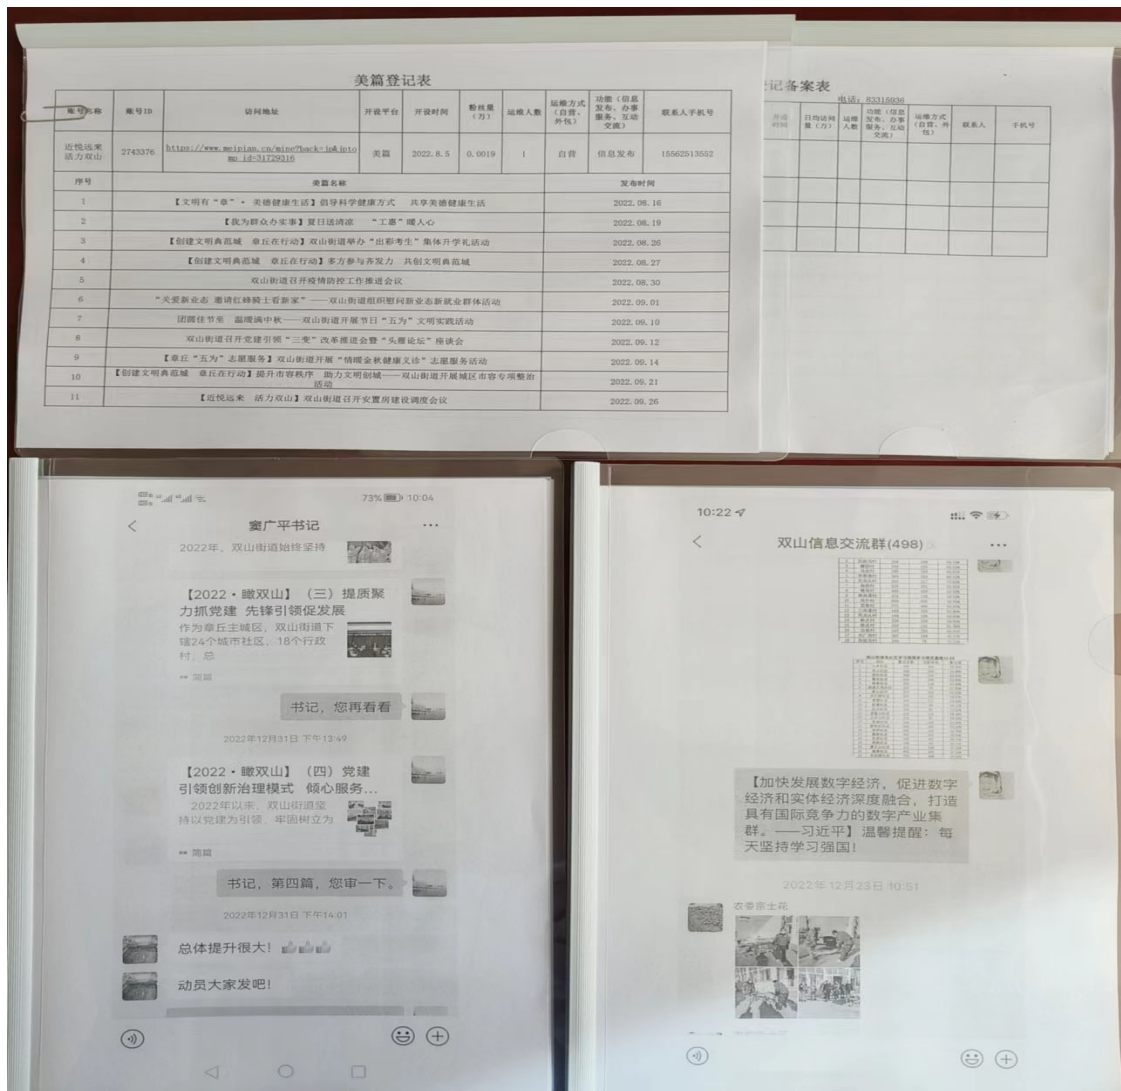 美篇登记表
账号名称 账号ID 访问地址 开设平台 开设时间 粉丝量（万） 运维人数 运维方式（自营、外包） 功能（信息发布、办事服务、互动交流） 联系人手机号
近悦远来 活力双山 2743376 https://www.meipian.cn/mine?back=ip&ipto mp_id=31729316 美篇 2022.8.5 0.0019 1 自营 信息发布 15562513552
序号 美篇名称 发布时间
1 【文明有“章”· 美德健康生活】倡导科学健康方式 共享美德健康生活 2022.08.16
2 【我为群众办实事】夏日送清凉 “工惠”暖人心 2022.08.19
3 【创建文明典范城 章丘在行动】双山街道举办“出彩考生”集体升学礼活动 2022.08.26
4 【创建文明典范城 章丘在行动】多方参与齐发力 共创文明典范城 2022.08.27
5 双山街道召开疫情防控工作推进会议 2022.08.30
6 “关爱新业态 邀请红蜂骑士看新家”——双山街道组织慰问新业态新就业群体活动 2022.09.01
7 团圆佳节至 温暖满中秋——双山街道开展节日“五为”文明实践活动 2022.09.10
8 双山街道召开党建引领“三变”改革推进会暨“头雁论坛”座谈会 2022.09.12
9 【章丘“五为”志愿服务】双山街道开展“情暖金秋健康义诊”志愿服务活动 2022.09.14
10 【创建文明典范城 章丘在行动】提升市容秩序 助力文明创城——双山街道开展城区市容专项整治活动 2022.09.21
11 【近悦远来 活力双山】双山街道召开安置房建设调度会议 2022.09.26
记备案表
电话：83315936
开设时间 日均访问量（万） 运维人数 功能（信息发布、办事服务、互动交流） 运维方式（自营、外包） 联系人 手机号
73% 10:04
窦广平书记
2022年，双山街道始终坚持
【2022·瞰双山】（三）提质聚
力抓党建 先锋引领促发展
作为章丘主城区，双山街道下
辖24个城市社区，18个行政
村，总
简篇
书记，您再看看
2022年12月31日 下午13:49
【2022·瞰双山】（四）党建
引领创新治理模式 倾心服务...
2022年以来，双山街道坚
持以党建为引领，牢固树立为
简篇
书记，第四篇，您审一下。
2022年12月31日 下午14:01
总体提升很大！
动员大家发吧！
10:22
双山信息交流群(498)
【加快发展数字经济，促进数字
经济和实体经济深度融合，打造
具有国际竞争力的数字产业集
群。——习近平】温馨提醒：每
天坚持学习强国！
2022年12月23日 10:51
农委宗士花